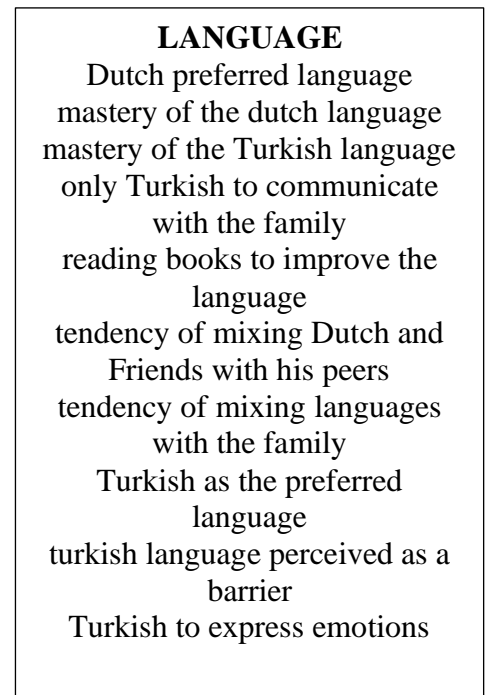 LANGUAGE
Dutch preferred language
mastery of the dutch language
mastery of the Turkish language
only Turkish to communicate
with the family
reading books to improve the
language
tendency of mixing Dutch and
Friends with his peers
tendency of mixing languages
with the family
Turkish as the preferred
language
turkish language perceived as a
barrier
Turkish to express emotions